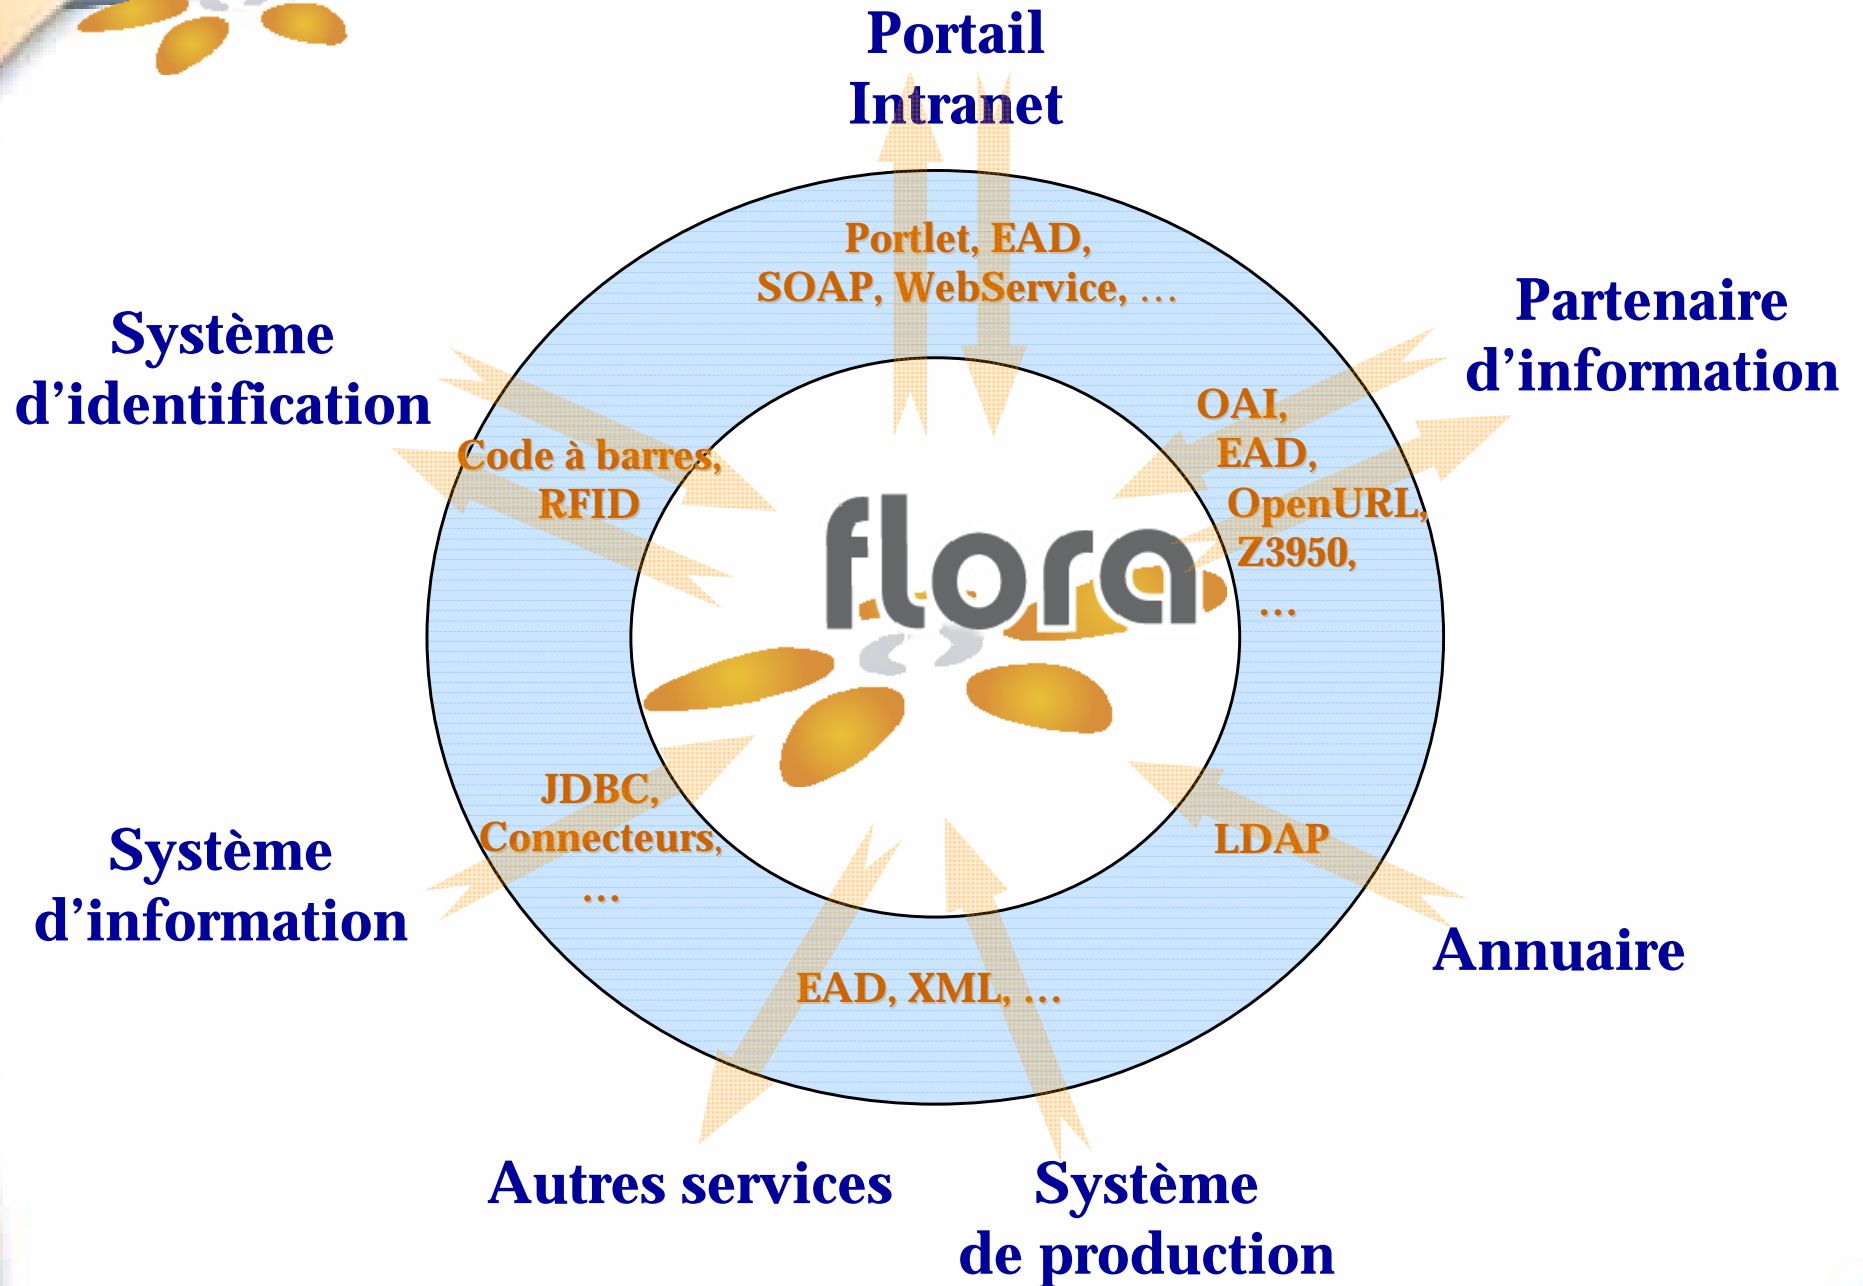 Portail
Intranet
Portlet, EAD,
SOAP, WebService, …
Système
d’identification
Code à barres,
RFID
Partenaire
d’information
OAI,
EAD,
OpenURL,
Z3950,
…
flora
JDBC,
Connecteurs,
…
Système
d’information
LDAP
Annuaire
EAD, XML, …
Autres services
Système
de production